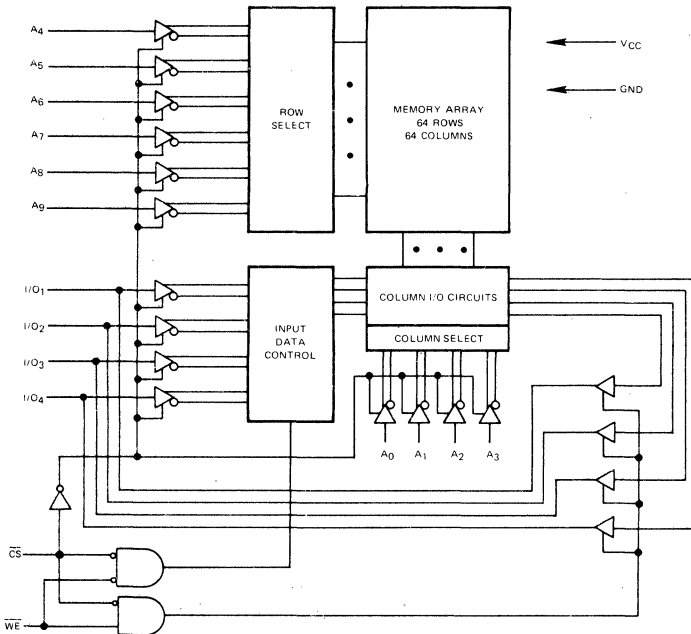 A4
A5
A6
A7
A8
A9
ROW
SELECT
MEMORY ARRAY
64 ROWS
64 COLUMNS
VCC
GND
I/O1
I/O2
I/O3
I/O4
INPUT
DATA
CONTROL
COLUMN I/O CIRCUITS
COLUMN SELECT
A0
A1
A2
A3
CS
WE